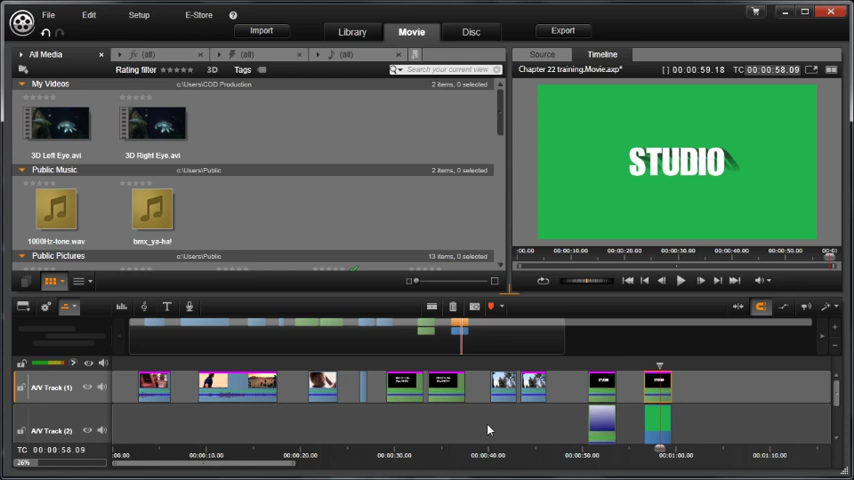 File Edit Setup E-Store ?
Import Library Movie Disc Export
All Media × fx (all) × (all) × (all) ×
Rating filter 3D Tags Search your current view
My Videos c:\Users\COD Production 2 items, 0 selected
3D Left Eye.avi 3D Right Eye.avi
Public Music c:\Users\Public 2 items, 0 selected
1000Hz-tone.wav bmx_ya-ha!
Public Pictures c:\Users\Public 13 items, 0 selected
Source Timeline
Chapter 22 training.Movie.axp* [ ] 00:00:59.18 TC 00:00:58.09
STUDIO
:00.00 00:00:10.00 00:00:20.00 00:00:30.00 00:00:40.00 00:00:50.00 00:01
A/V Track (1)
A/V Track (2)
TC 00:00:58.09
26%
:00.00 00:00:10.00 00:00:20.00 00:00:30.00 00:00:40.00 00:00:50.00 00:01:00.00 00:01:10.00